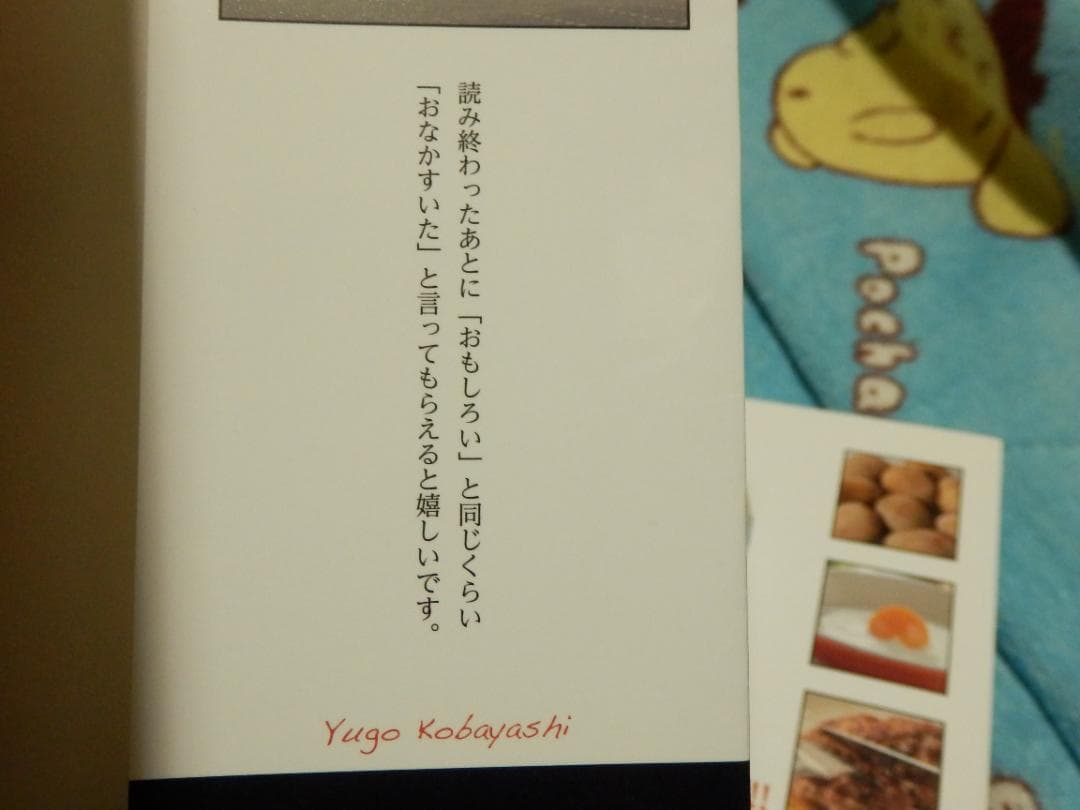 読み終わったあとに「おもしろい」と同じくらい
「おなかすいた」と言ってもらえると嬉しいです。
Yugo Kobayashi
Pocha
!!